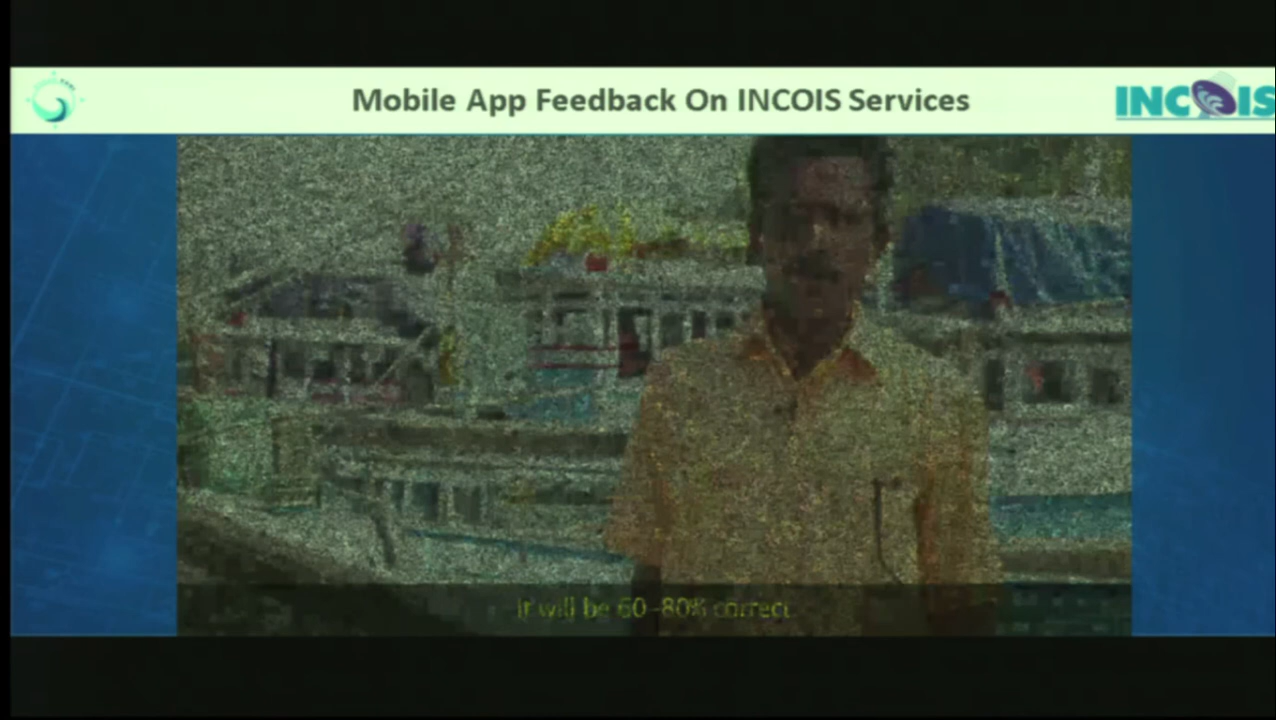 Mobile App Feedback On INCOIS Services
INCOIS
It will be 60-80% correct